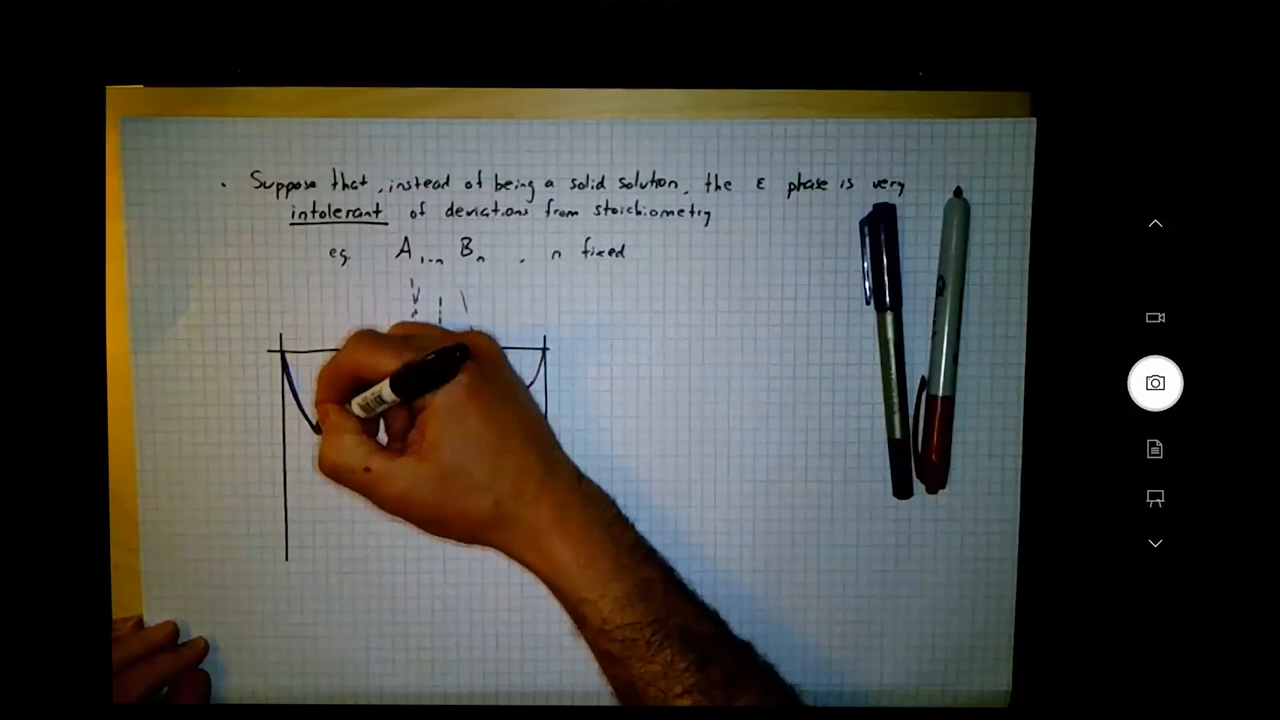 . Suppose that , instead of being a solid solution, the ε phase is very
intolerant of deviations from stoichiometry
eg. A₁₋ₙ Bₙ , n fixed